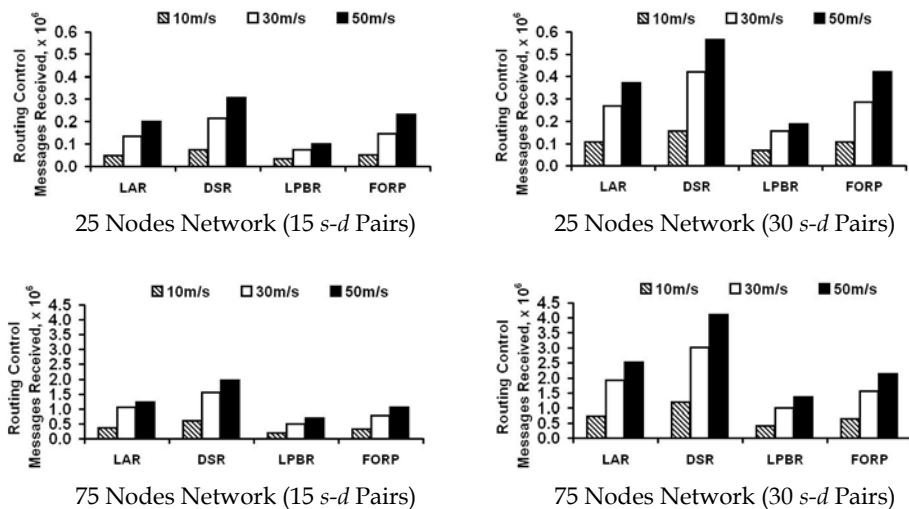 10m/s 30m/s 50m/s
Routing Control
Messages Received, x 10⁶
0.6
0.5
0.4
0.3
0.2
0.1
0.0
LAR DSR LPBR FORP
25 Nodes Network (15 s-d Pairs)
10m/s 30m/s 50m/s
Routing Control
Messages Received, x 10⁶
0.6
0.5
0.4
0.3
0.2
0.1
0.0
LAR DSR LPBR FORP
25 Nodes Network (30 s-d Pairs)
10m/s 30m/s 50m/s
Routing Control
Messages Received, x 10⁶
4.5
4.0
3.5
3.0
2.5
2.0
1.5
1.0
0.5
0.0
LAR DSR LPBR FORP
75 Nodes Network (15 s-d Pairs)
10m/s 30m/s 50m/s
Routing Control
Messages Received, x 10⁶
4.5
4.0
3.5
3.0
2.5
2.0
1.5
1.0
0.5
0.0
LAR DSR LPBR FORP
75 Nodes Network (30 s-d Pairs)